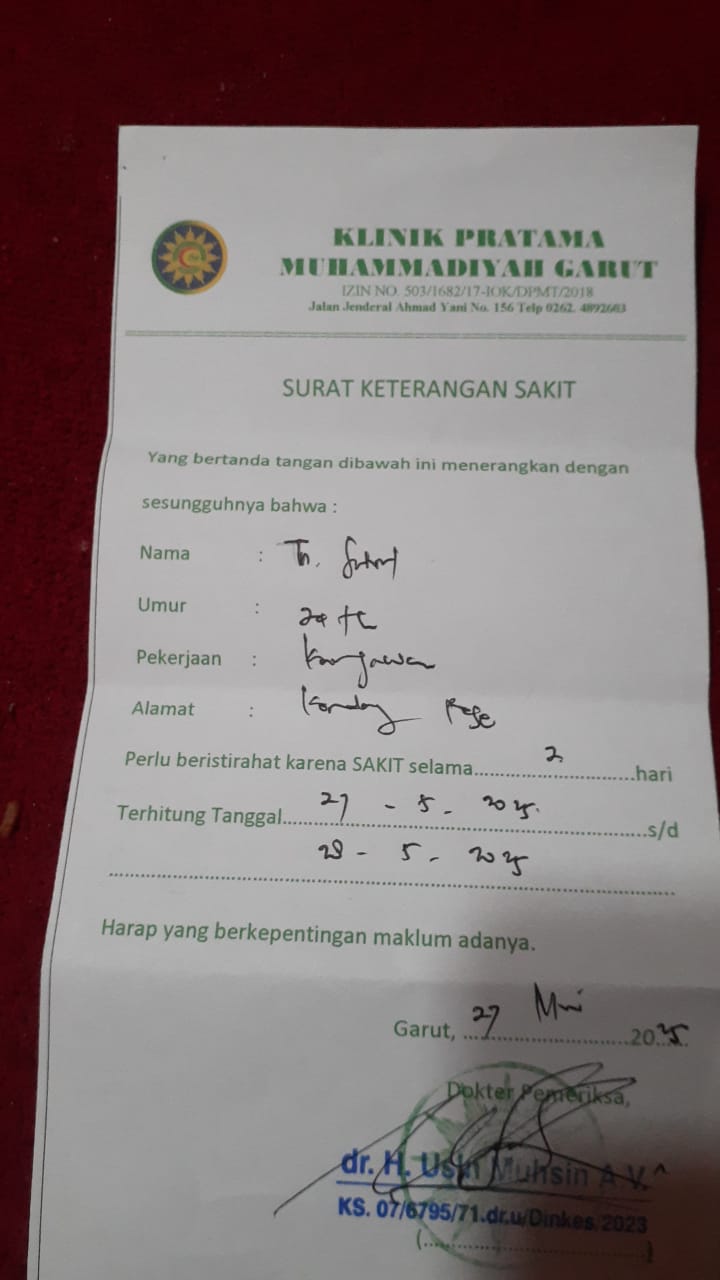 KLINIK PRATAMA
MUHAMMADIYAH GARUT
IZIN NO. 503/1682/17-IOK/DPMT/2018
Jalan Jenderal Ahmad Yani No. 156 Telp 0262. 4892603
SURAT KETERANGAN SAKIT
Yang bertanda tangan dibawah ini menerangkan dengan
sesungguhnya bahwa :
Nama : Tn.
Umur : th
Pekerjaan : Karyawan
Alamat :
Perlu beristirahat karena SAKIT selama 2 hari
Terhitung Tanggal 27 - 5 - 2025 s/d
28 - 5 - 2025
Harap yang berkepentingan maklum adanya.
Garut, 27 Mei 2025
Dokter Pemeriksa,
dr. H. Muhsin A.V.
KS. 07/6795/71.dr.u/Dinkes/2023